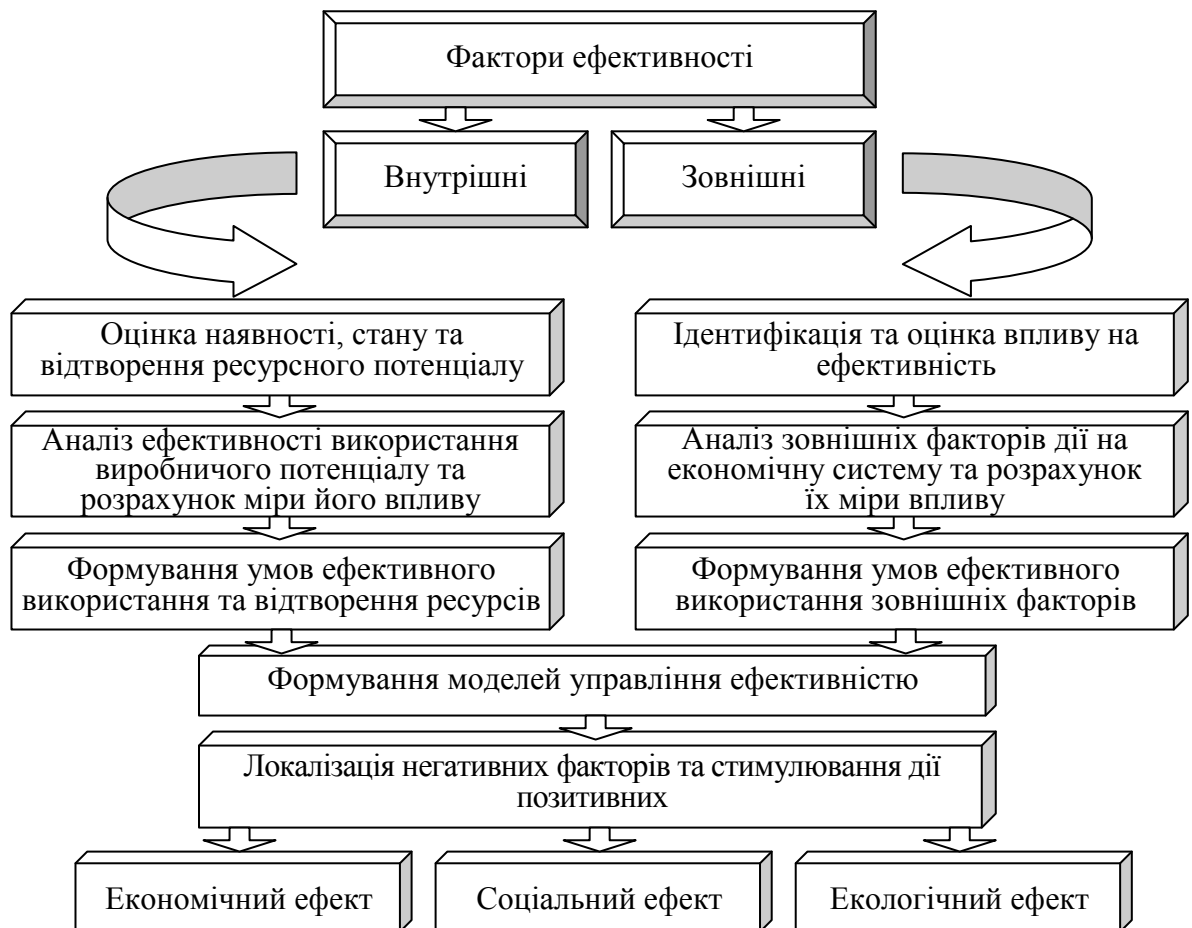 Фактори ефективності
Внутрішні
Зовнішні
Оцінка наявності, стану та
відтворення ресурсного потенціалу
Аналіз ефективності використання
виробничого потенціалу та
розрахунок міри його впливу
Формування умов ефективного
використання та відтворення ресурсів
Ідентифікація та оцінка впливу на
ефективність
Аналіз зовнішніх факторів дії на
економічну систему та розрахунок
їх міри впливу
Формування умов ефективного
використання зовнішніх факторів
Формування моделей управління ефективністю
Локалізація негативних факторів та стимулювання дії
позитивних
Економічний ефект
Соціальний ефект
Екологічний ефект